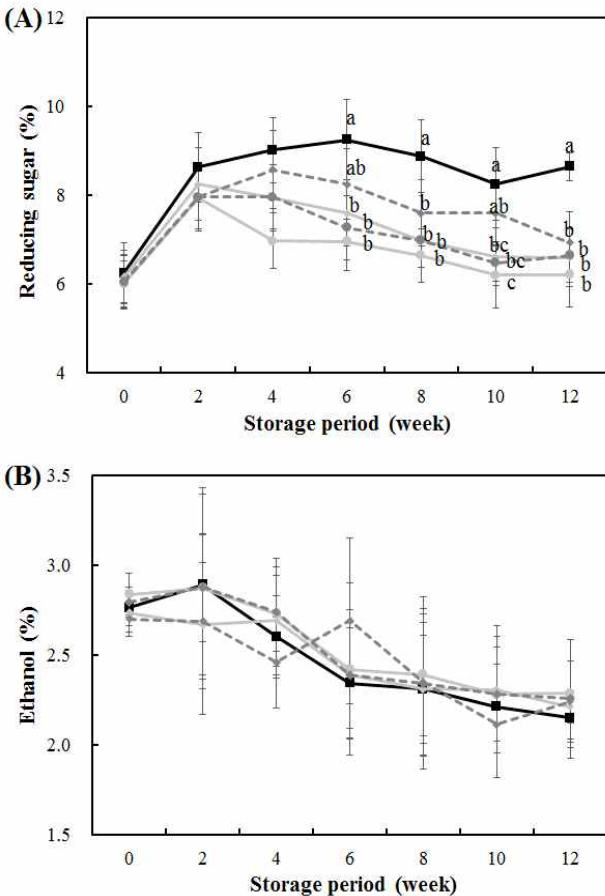 (A)
12
10
8
6
4
Reducing sugar (%)
a
a
a
a
ab
b
ab
b
b
b
bc
b
b
b
b
bc
b
b
b
c
b
0 2 4 6 8 10 12
Storage period (week)
(B)
3.5
3.0
2.5
2.0
1.5
Ethanol (%)
0 2 4 6 8 10 12
Storage period (week)